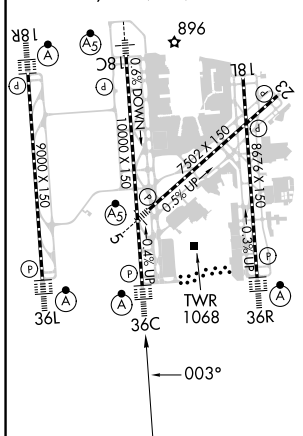 18R
A
A5
18C
896
18L
23
P
P
P
0.6% DOWN
9000 X 150
10000 X 150
7502 X 150
0.5% UP
8676 X 150
P
A5
P
5
P
0.4% UP
0.3% UP
P
P
A
36L
A
36C
TWR
1068
36R
A
003°